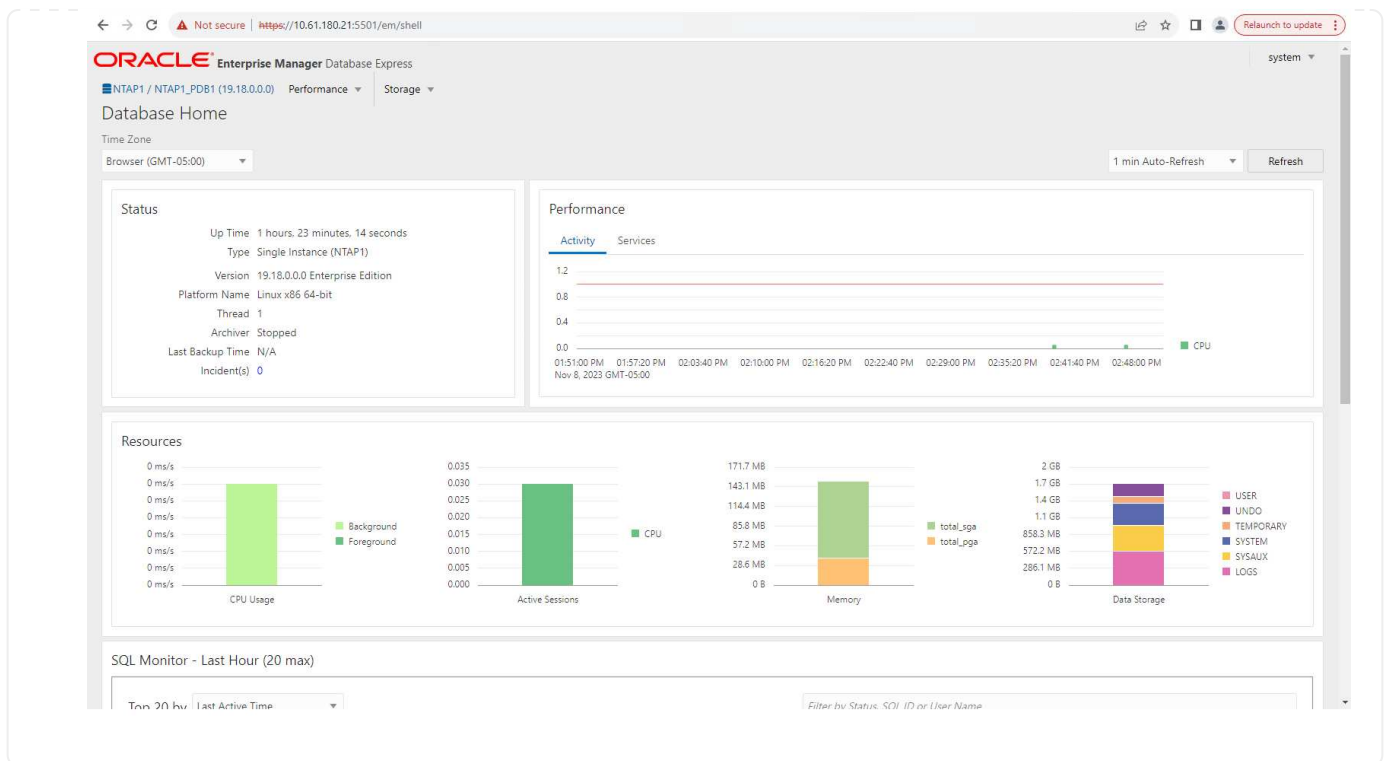 Not secure | https://10.61.180.21:5501/em/shell
Relaunch to update
ORACLE Enterprise Manager Database Express
system
NTAP1 / NTAP1_PDB1 (19.18.0.0.0) Performance Storage
Database Home
Time Zone
Browser (GMT-05:00)
1 min Auto-Refresh
Refresh
Status
Up Time 1 hours, 23 minutes, 14 seconds
Type Single Instance (NTAP1)
Version 19.18.0.0.0 Enterprise Edition
Platform Name Linux x86 64-bit
Thread 1
Archiver Stopped
Last Backup Time N/A
Incident(s) 0
Performance
Activity Services
1.2
0.8
0.4
0.0
CPU
01:51:00 PM 01:57:20 PM 02:03:40 PM 02:10:00 PM 02:16:20 PM 02:22:40 PM 02:29:00 PM 02:35:20 PM 02:41:40 PM 02:48:00 PM
Nov 8, 2023 GMT-05:00
Resources
0 ms/s
0 ms/s
0 ms/s
0 ms/s
0 ms/s
0 ms/s
0 ms/s
0 ms/s
Background
Foreground
CPU Usage
0.035
0.030
0.025
0.020
0.015
0.010
0.005
0.000
CPU
Active Sessions
171.7 MB
143.1 MB
114.4 MB
85.8 MB
57.2 MB
28.6 MB
0 B
total_sga
total_pga
Memory
2 GB
1.7 GB
1.4 GB
1.1 GB
858.3 MB
572.2 MB
286.1 MB
0 B
USER
UNDO
TEMPORARY
SYSTEM
SYSAUX
LOGS
Data Storage
SQL Monitor - Last Hour (20 max)
Top 20 by Last Active Time
Filter by Status, SQL ID or User Name